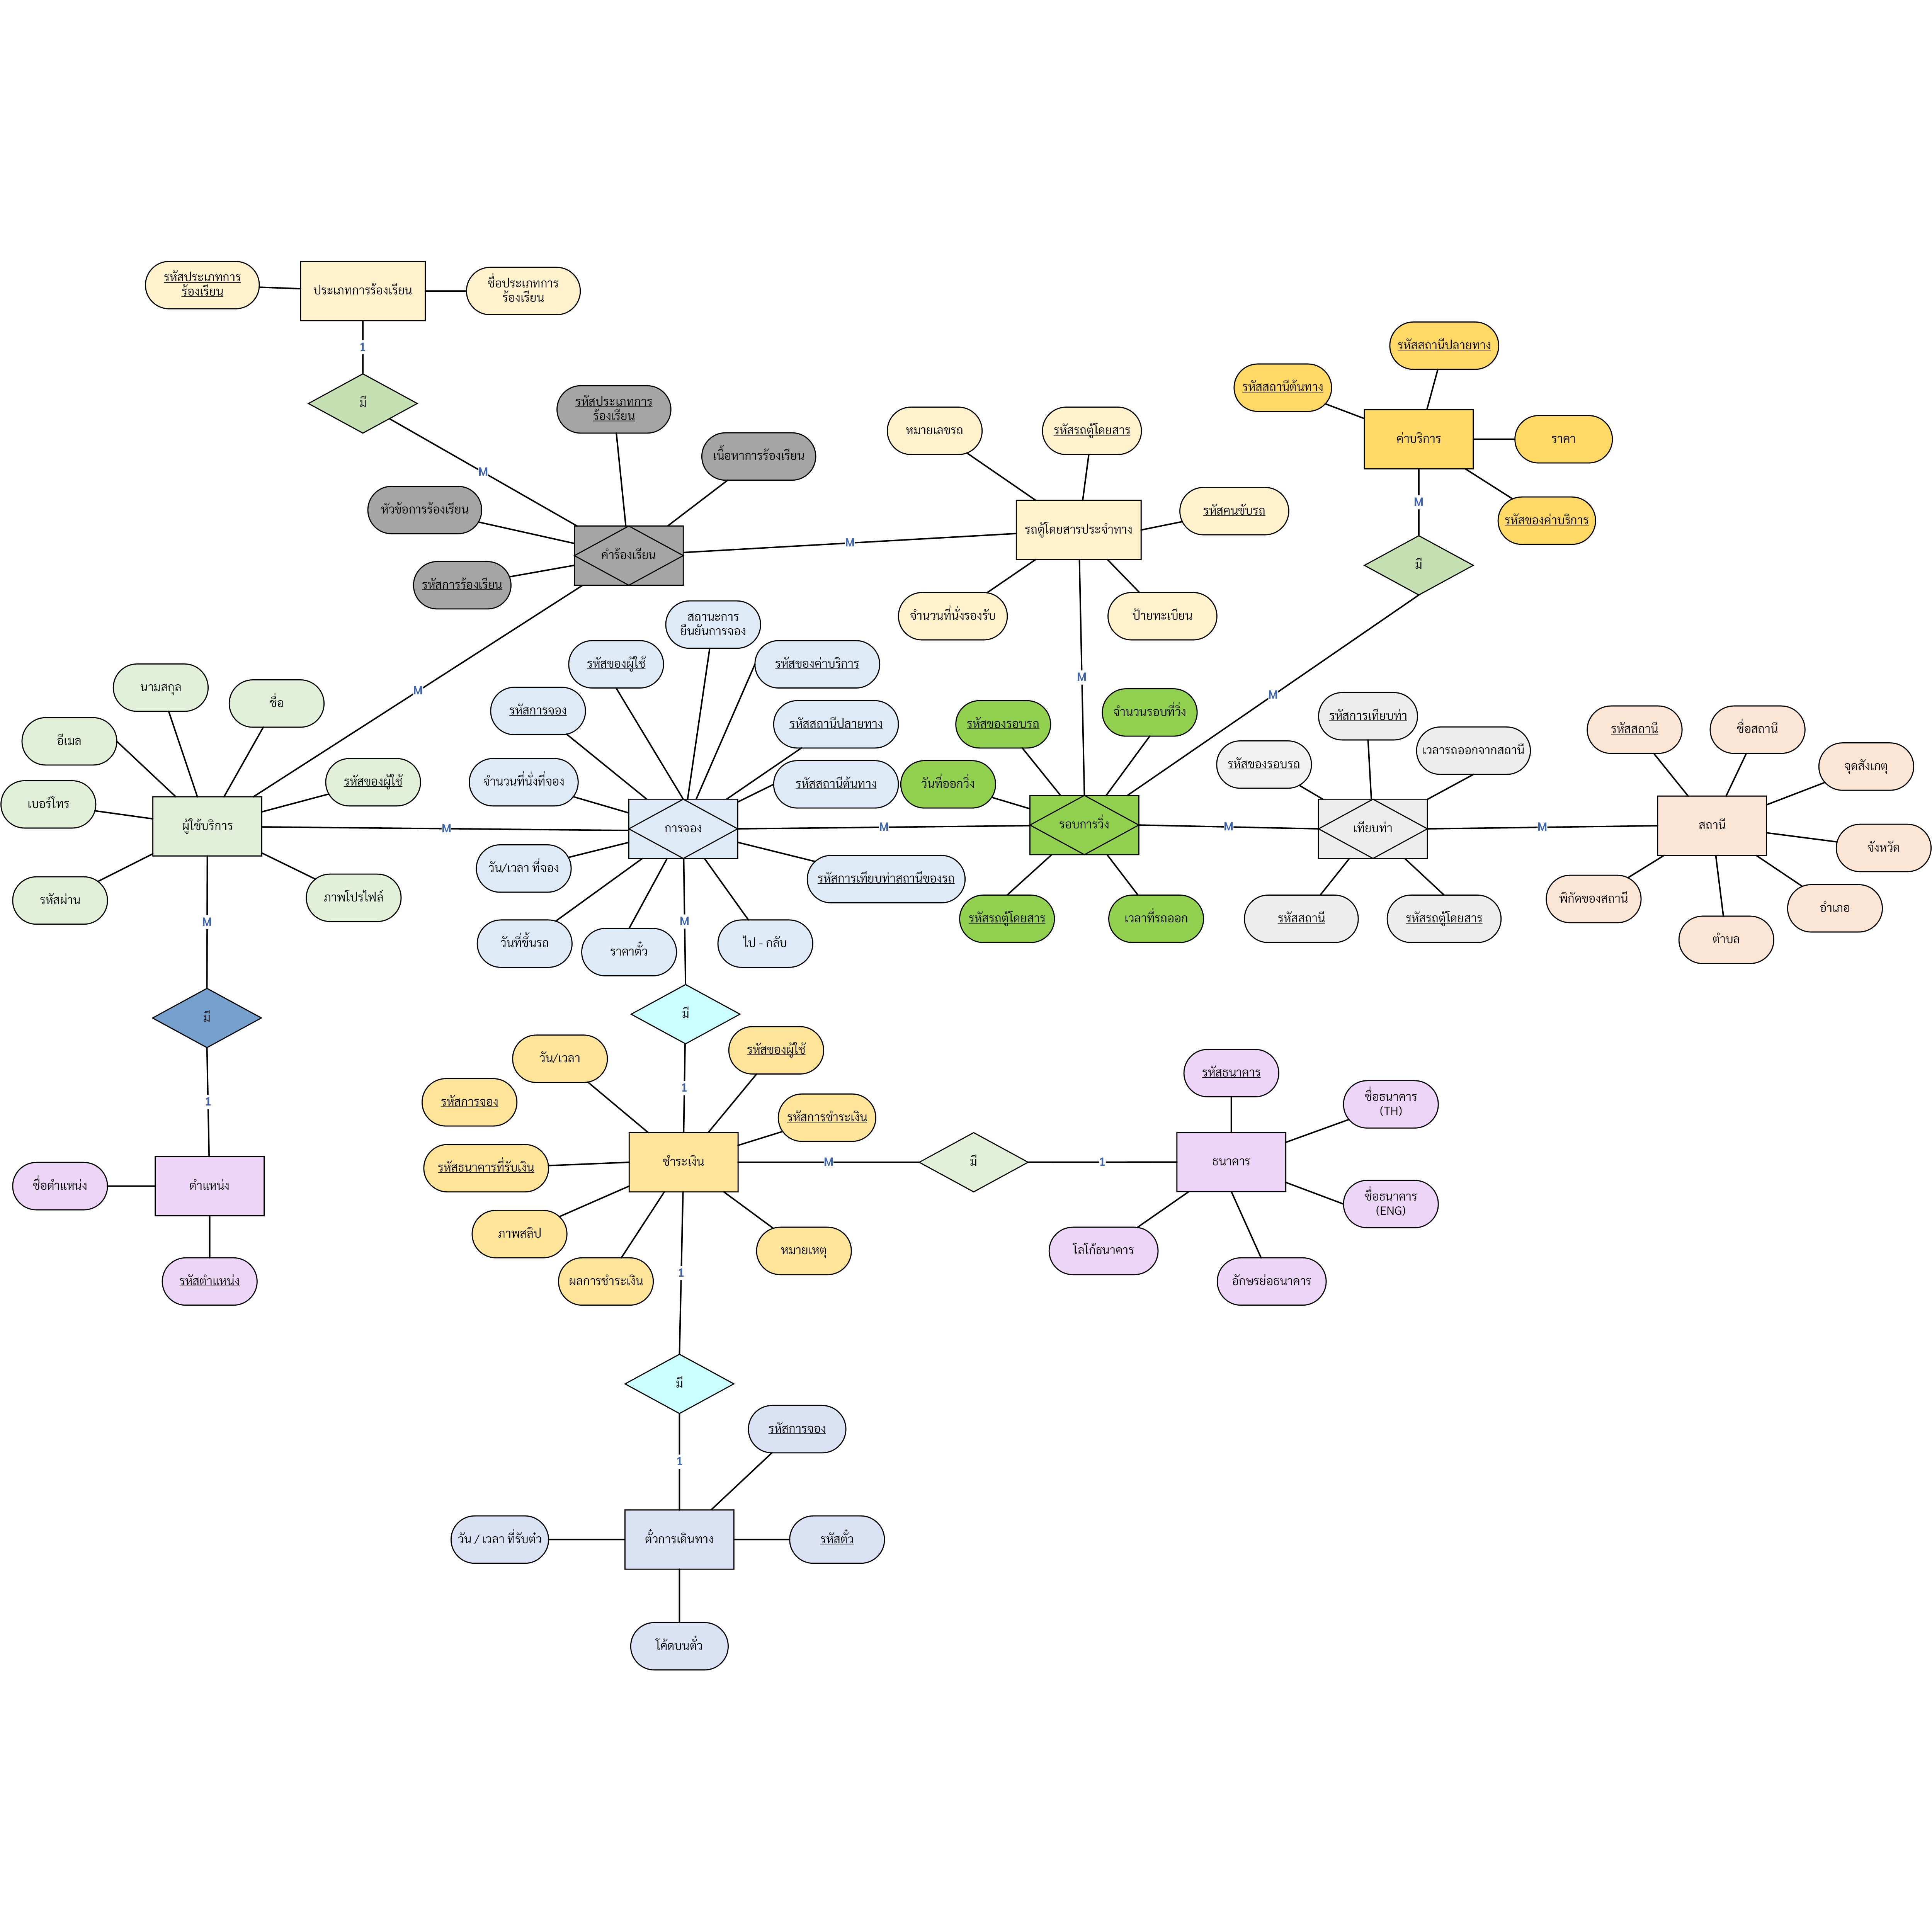 รหัสประเภทการ
ร้องเรียน
ประเภทการร้องเรียน
ชื่อประเภทการ
ร้องเรียน
1
มี
M
รหัสสถานีปลายทาง
รหัสสถานีต้นทาง
ค่าบริการ
ราคา
รหัสของค่าบริการ
M
มี
M
รหัสประเภทการ
ร้องเรียน
เนื้อหาการร้องเรียน
หัวข้อการร้องเรียน
คำร้องเรียน
รหัสการร้องเรียน
M
M
หมายเลขรถ
รหัสรถตู้โดยสาร
รหัสคนขับรถ
รถตู้โดยสารประจำทาง
จำนวนที่นั่งรองรับ
ป้ายทะเบียน
M
นามสกุล
ชื่อ
อีเมล
เบอร์โทร
รหัสของผู้ใช้
ผู้ใช้บริการ
รหัสผ่าน
ภาพโปรไฟล์
M
M
สถานะการ
ยืนยันการจอง
รหัสของผู้ใช้
รหัสของค่าบริการ
รหัสการจอง
รหัสสถานีปลายทาง
จำนวนที่นั่งที่จอง
รหัสสถานีต้นทาง
การจอง
วัน/เวลา ที่จอง
รหัสการเทียบท่าสถานีของรถ
วันที่ขึ้นรถ
ราคาตั๋ว
ไป - กลับ
M
M
รหัสของรอบรถ
จำนวนรอบที่วิ่ง
วันที่ออกวิ่ง
รอบการวิ่ง
รหัสรถตู้โดยสาร
เวลาที่รถออก
M
รหัสการเทียบท่า
รหัสของรอบรถ
เวลารถออกจากสถานี
เทียบท่า
รหัสสถานี
รหัสรถตู้โดยสาร
M
รหัสสถานี
ชื่อสถานี
จุดสังเกตุ
สถานี
จังหวัด
พิกัดของสถานี
อำเภอ
ตำบล
มี
1
ชื่อตำแหน่ง
ตำแหน่ง
รหัสตำแหน่ง
มี
1
วัน/เวลา
รหัสของผู้ใช้
รหัสการจอง
รหัสการชำระเงิน
รหัสธนาคารที่รับเงิน
ชำระเงิน
ภาพสลิป
ผลการชำระเงิน
หมายเหตุ
M
มี
1
รหัสธนาคาร
ชื่อธนาคาร
(TH)
ธนาคาร
ชื่อธนาคาร
(ENG)
โลโก้ธนาคาร
อักษรย่อธนาคาร
1
มี
1
รหัสการจอง
วัน / เวลา ที่รับตั๋ว
ตั๋วการเดินทาง
รหัสตั๋ว
โค้ดบนตั๋ว